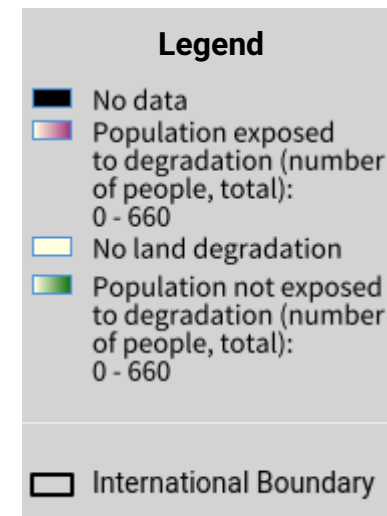 Legend
No data
Population exposed
to degradation (number
of people, total):
0 - 660
No land degradation
Population not exposed
to degradation (number
of people, total):
0 - 660
International Boundary